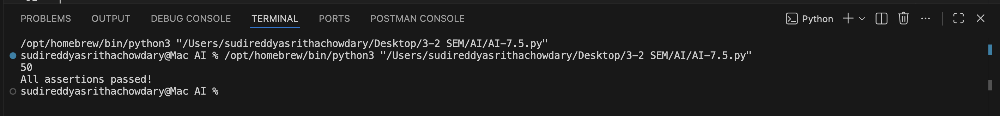 PROBLEMS OUTPUT DEBUG CONSOLE TERMINAL PORTS POSTMAN CONSOLE Python
/opt/homebrew/bin/python3 "/Users/sudireddyasrithachowdary/Desktop/3-2 SEM/AI/AI-7.5.py"
sudireddyasrithachowdary@Mac AI % /opt/homebrew/bin/python3 "/Users/sudireddyasrithachowdary/Desktop/3-2 SEM/AI/AI-7.5.py"
50
All assertions passed!
sudireddyasrithachowdary@Mac AI %